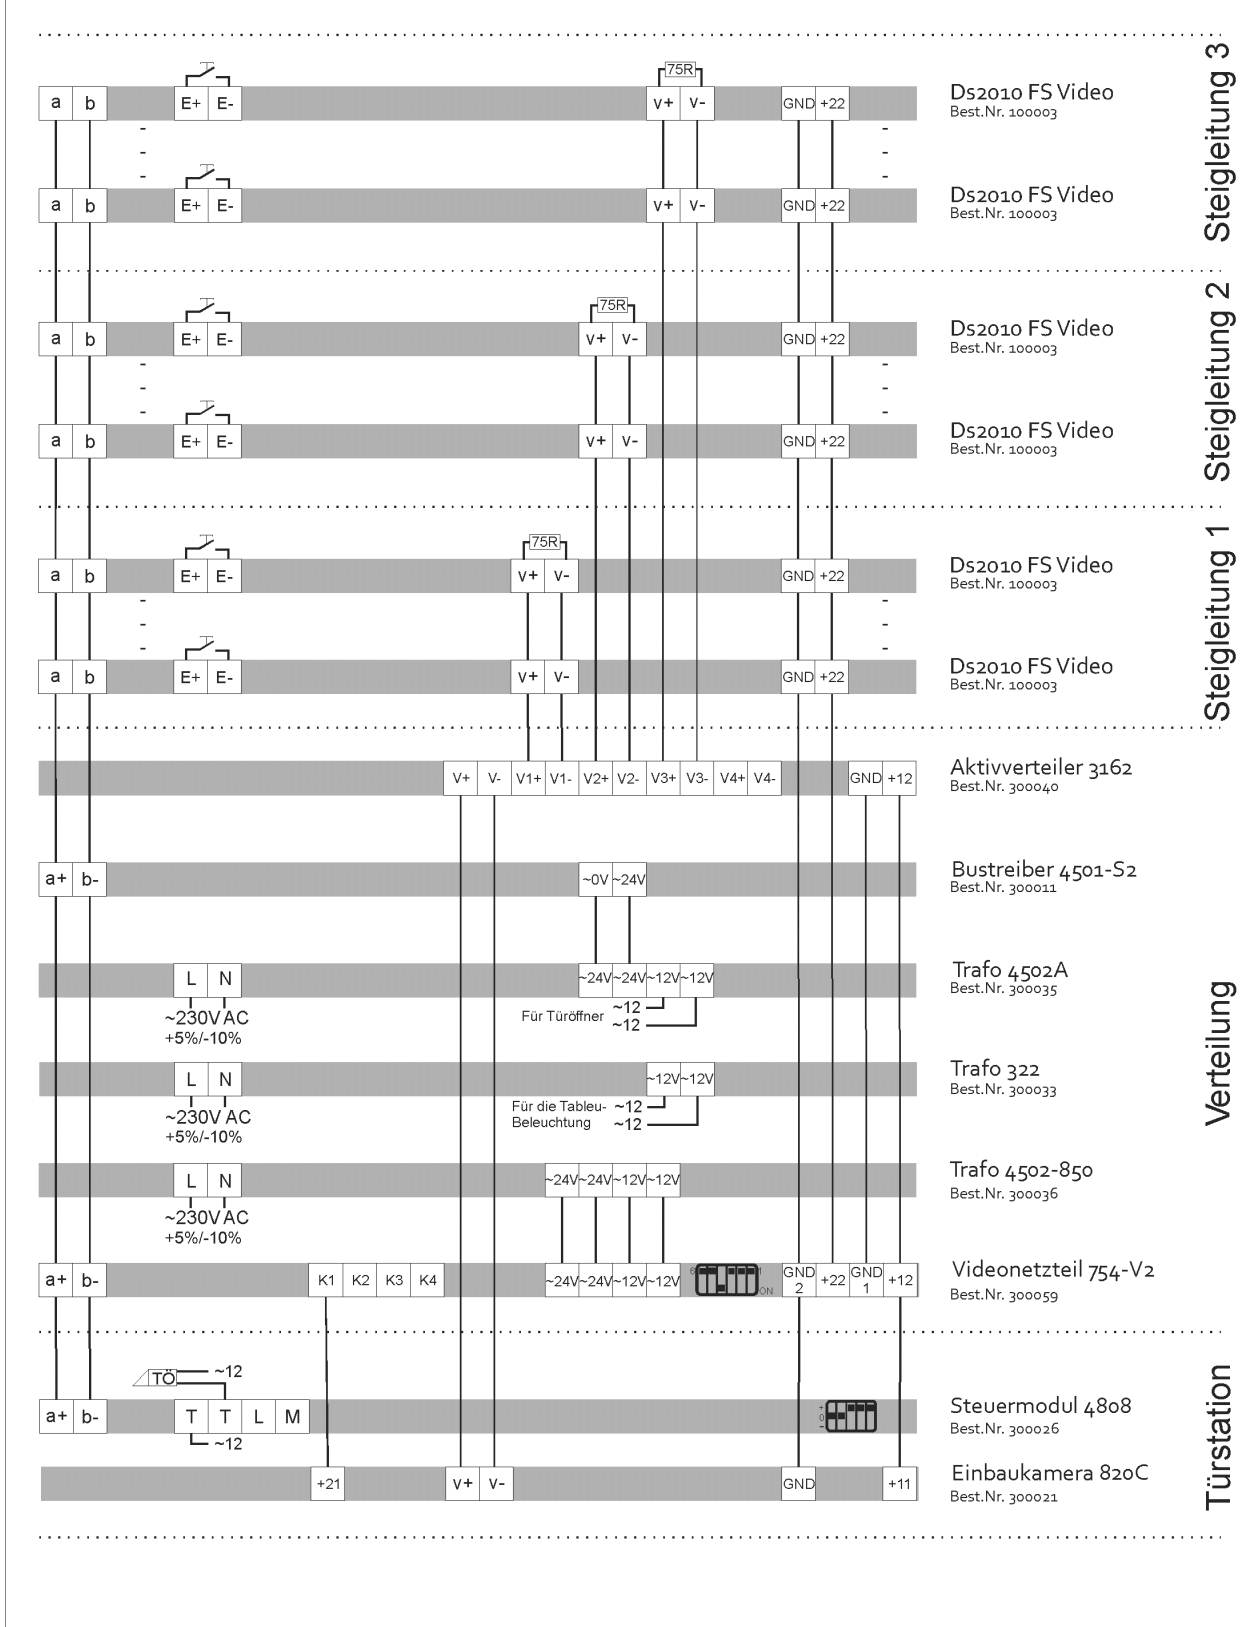 75R
a b E+ E- V+ V- GND +22 Ds2010 FS Video
Best.Nr. 100003
a b E+ E- V+ V- GND +22 Ds2010 FS Video
Best.Nr. 100003
Steigleitung 3
75R
a b E+ E- V+ V- GND +22 Ds2010 FS Video
Best.Nr. 100003
a b E+ E- V+ V- GND +22 Ds2010 FS Video
Best.Nr. 100003
Steigleitung 2
75R
a b E+ E- V+ V- GND +22 Ds2010 FS Video
Best.Nr. 100003
a b E+ E- V+ V- GND +22 Ds2010 FS Video
Best.Nr. 100003
Steigleitung 1
V+ V- V1+ V1- V2+ V2- V3+ V3- V4+ V4- GND +12 Aktivverteiler 3162
Best.Nr. 300040
a+ b- ~0V ~24V Bustreiber 4501-S2
Best.Nr. 300011
L N ~24V ~24V ~12V ~12V Trafo 4502A
Best.Nr. 300035
~230V AC
+5%/-10%
Für Türöffner ~12
~12
L N ~12V ~12V Trafo 322
Best.Nr. 300033
~230V AC
+5%/-10%
Für die Tableu- ~12
Beleuchtung ~12
L N ~24V ~24V ~12V ~12V Trafo 4502-850
Best.Nr. 300036
~230V AC
+5%/-10%
a+ b- K1 K2 K3 K4 ~24V ~24V ~12V ~12V 6 1 ON GND 2 +22 GND 1 +12 Videonetzteil 754-V2
Best.Nr. 300059
Verteilung
TÖ ~12
a+ b- T T L M + 0 - Steuermodul 4808
Best.Nr. 300026
~12
+21 V+ V- GND +11 Einbaukamera 820C
Best.Nr. 300021
Türstation